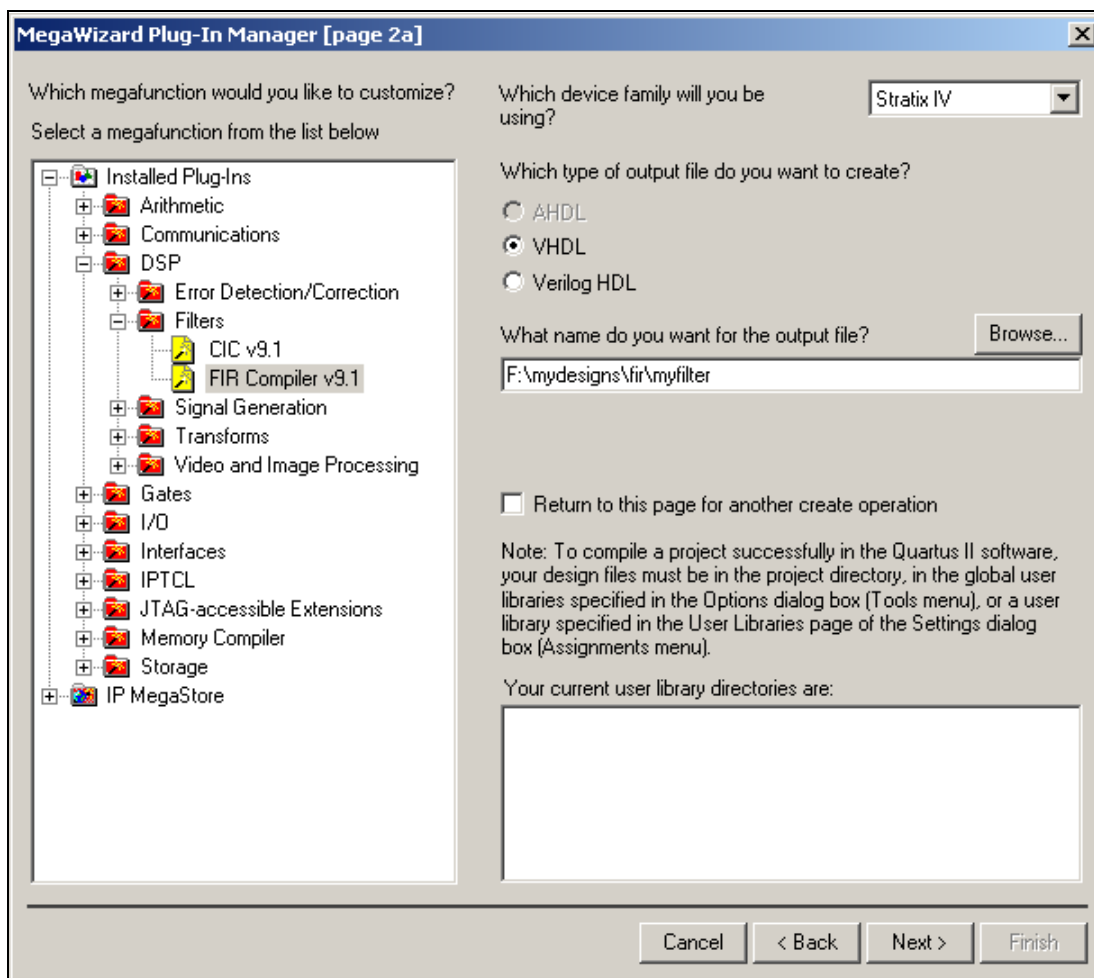 MegaWizard Plug-In Manager [page 2a]
Which megafunction would you like to customize?
Select a megafunction from the list below
Installed Plug-Ins
Arithmetic
Communications
DSP
Error Detection/Correction
Filters
CIC v9.1
FIR Compiler v9.1
Signal Generation
Transforms
Video and Image Processing
Gates
I/O
Interfaces
IPTCL
JTAG-accessible Extensions
Memory Compiler
Storage
IP MegaStore
Which device family will you be
using?
Stratix IV
Which type of output file do you want to create?
AHDL
VHDL
Verilog HDL
What name do you want for the output file?
Browse...
F:\mydesigns\fir\myfilter
Return to this page for another create operation
Note: To compile a project successfully in the Quartus II software,
your design files must be in the project directory, in the global user
libraries specified in the Options dialog box (Tools menu), or a user
library specified in the User Libraries page of the Settings dialog
box (Assignments menu).
Your current user library directories are:
Cancel
< Back
Next >
Finish